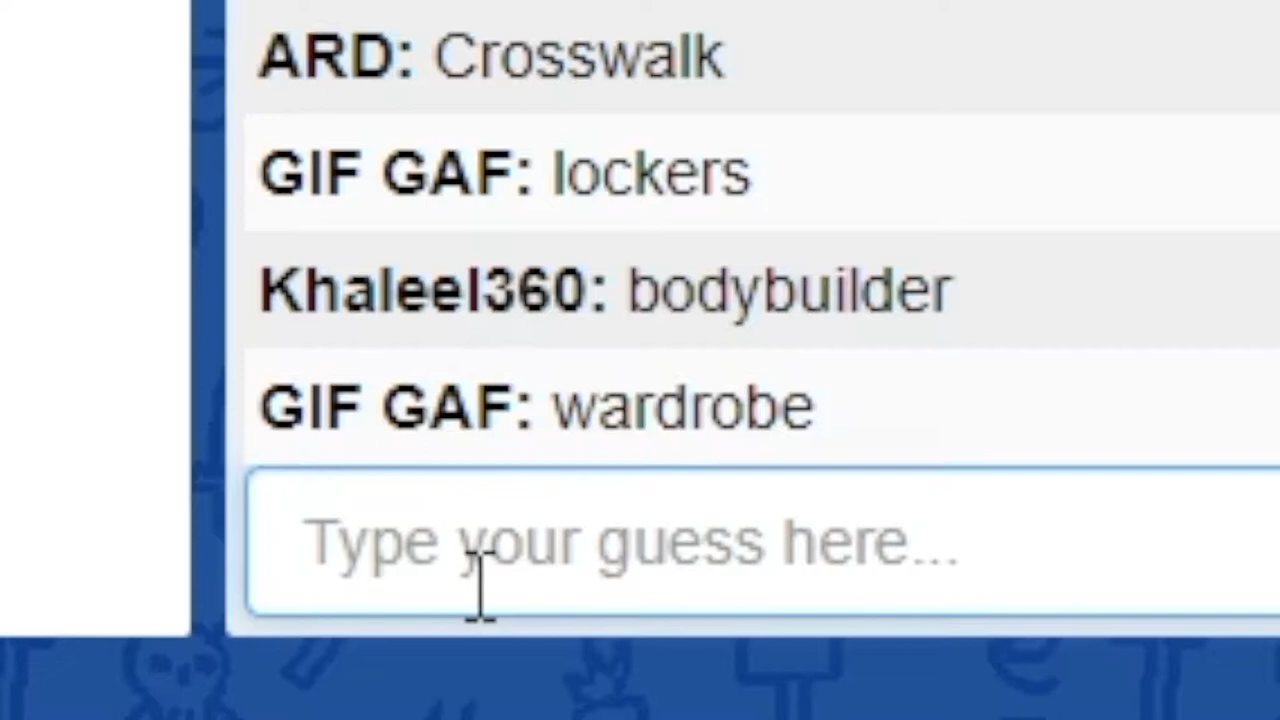 ARD: Crosswalk
GIF GAF: lockers
Khaleel360: bodybuilder
GIF GAF: wardrobe
Type your guess here...